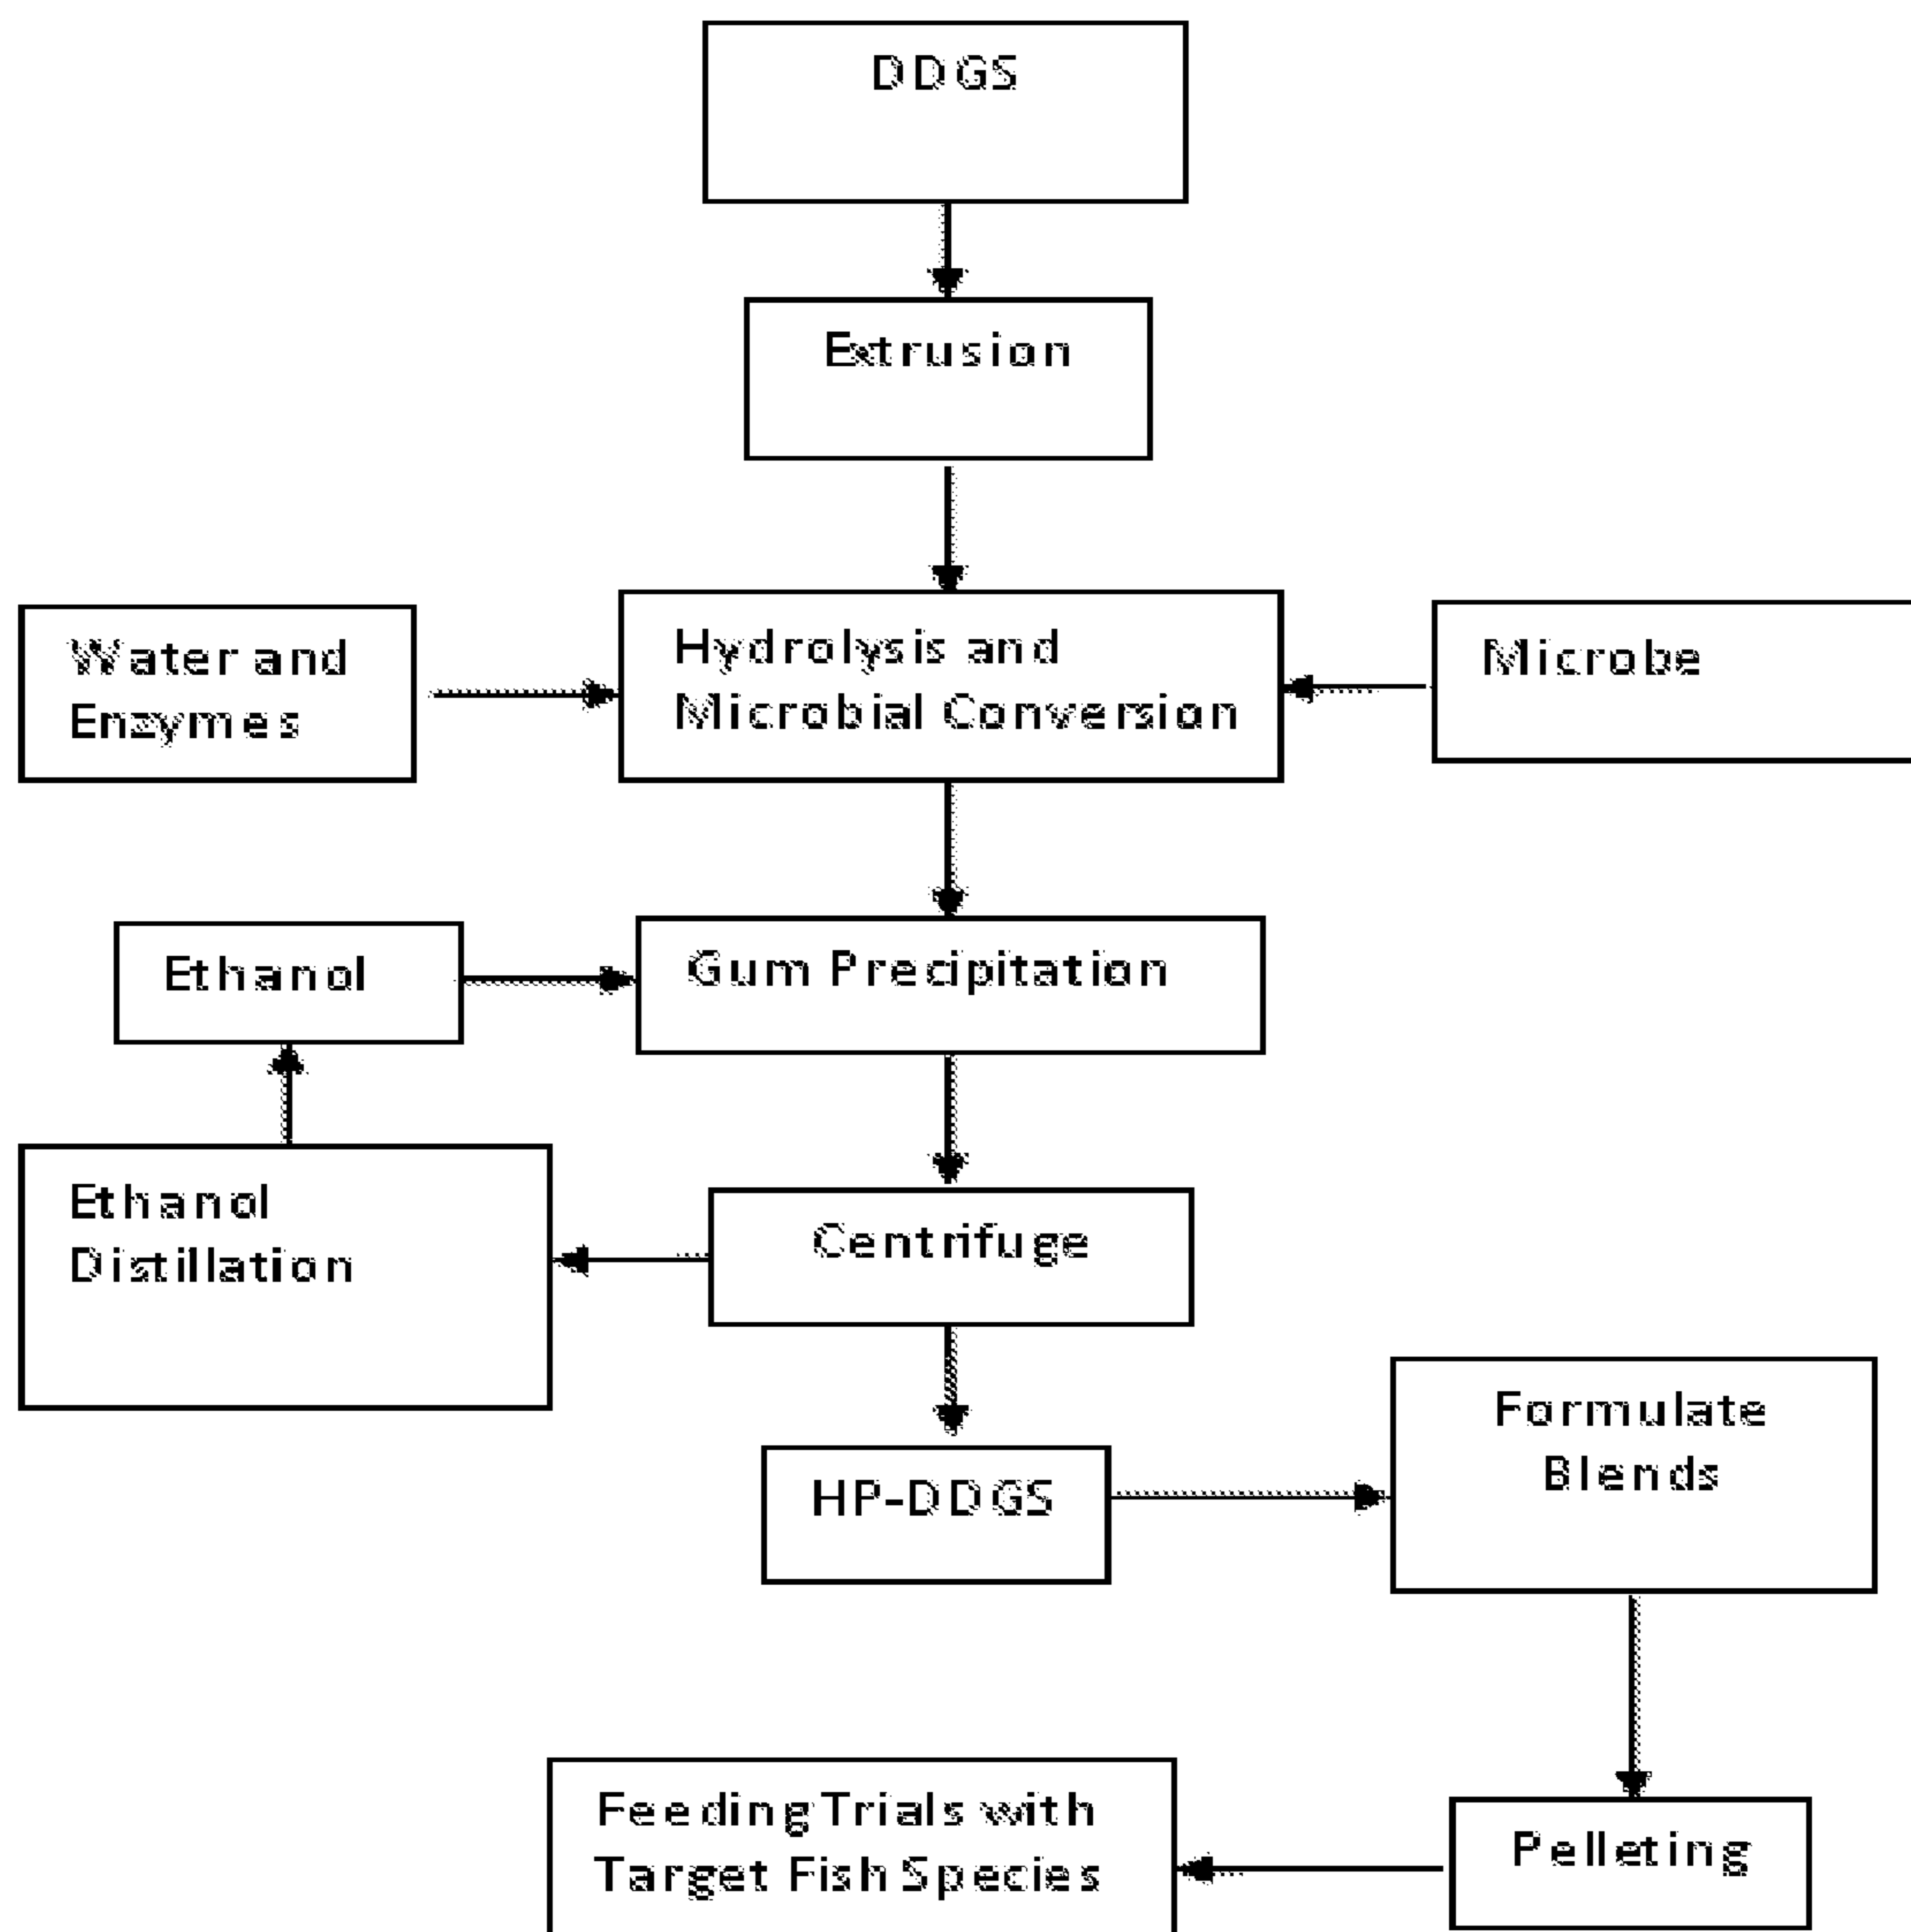 DDGS
Extrusion
Water and
Enzymes
Hydrolysis and
Microbial Conversion
Microbe
Ethanol
Gum Precipitation
Ethanol
Distillation
Centrifuge
HP-DDGS
Formulate
Blends
Feeding Trials with
Target Fish Species
Pelleting